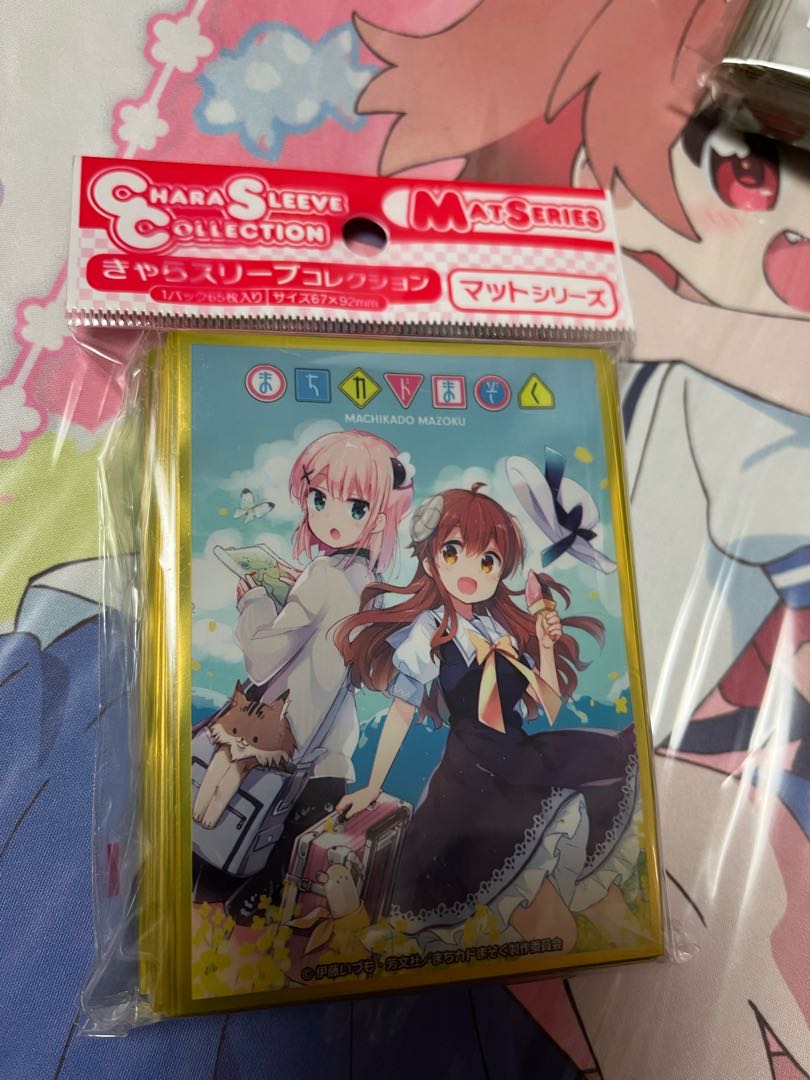 CHARA SLEEVE
COLLECTION
MAT SERIES
きゃらスリーブコレクション
マットシリーズ
1パック65枚入り サイズ67×92mm
まちカドまぞく
MACHIKADO MAZOKU
© 伊藤いづも・芳文社/まちカドまぞく製作委員会